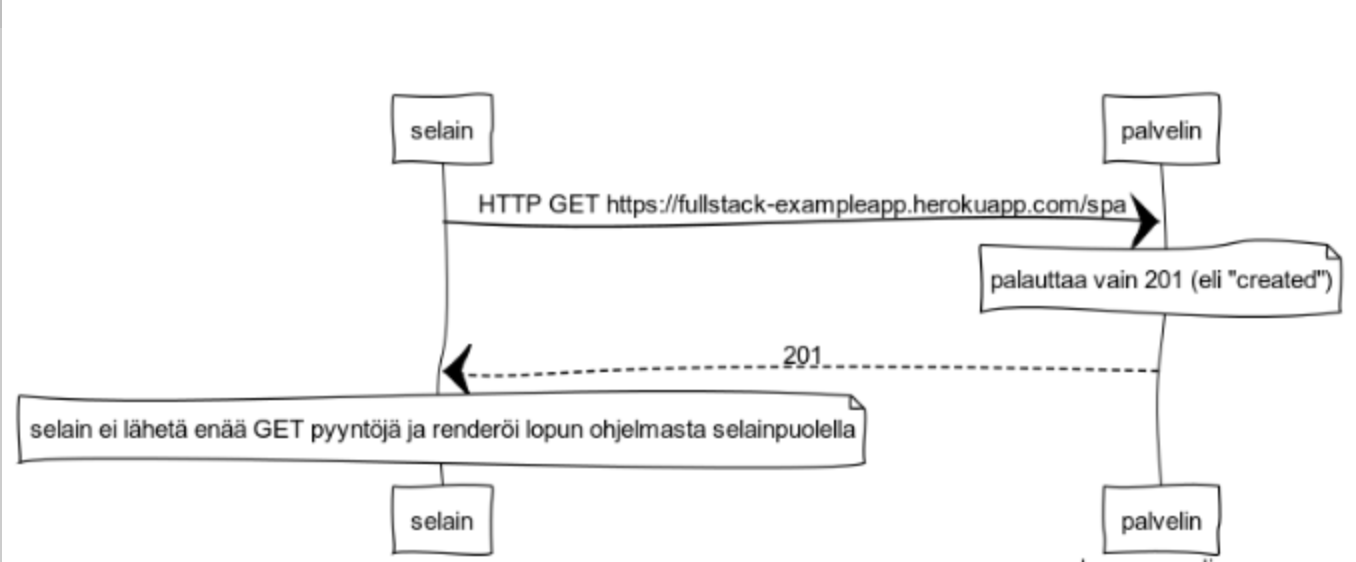 selain
palvelin
HTTP GET https://fullstack-exampleapp.herokuapp.com/spa
palauttaa vain 201 (eli "created")
201
selain ei lähetä enää GET pyyntöjä ja renderöi lopun ohjelmasta selainpuolella
selain
palvelin